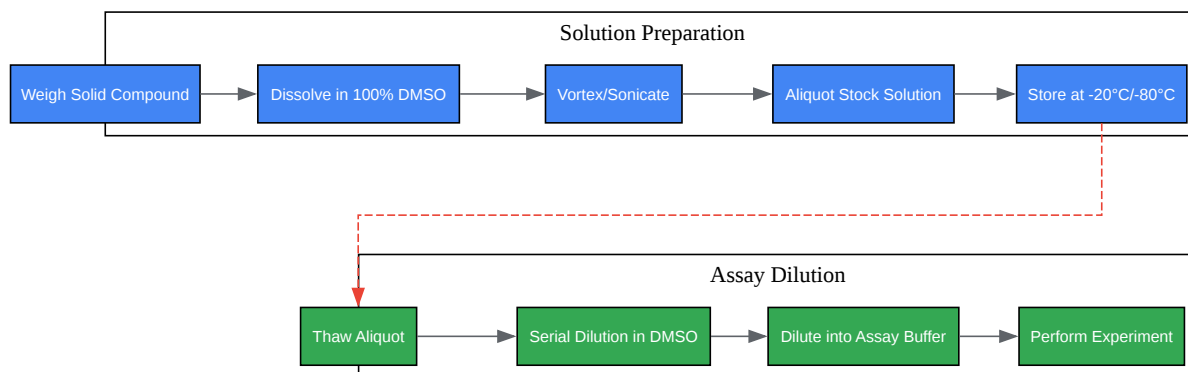 Solution Preparation
Weigh Solid Compound
Dissolve in 100% DMSO
Vortex/Sonicate
Aliquot Stock Solution
Store at -20°C/-80°C
Assay Dilution
Thaw Aliquot
Serial Dilution in DMSO
Dilute into Assay Buffer
Perform Experiment